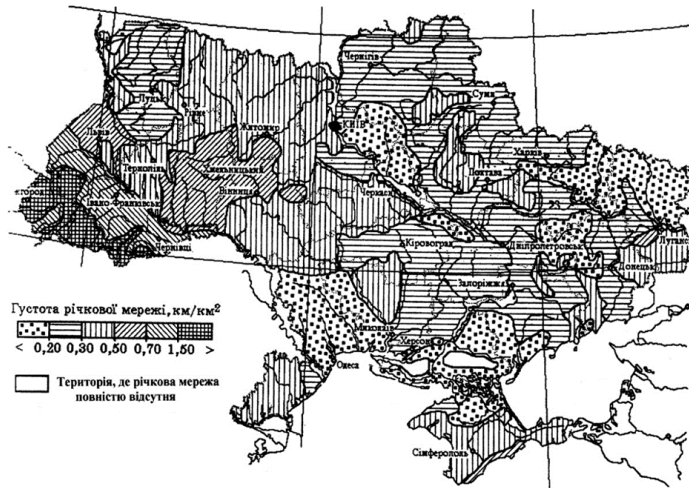 Чернігів
Суми
Луцьк
Рівне
Житомир
КИЇВ
Львів
Харків
Тернопіль
Хмельницький
Полтава
Вінниця
Черкаси
Івано-Франківськ
Чернівці
Кіровоград
Дніпропетровськ
Донецьк
Запоріжжя
Миколаїв
Херсон
Одеса
Сімферополь
Густота річкової мережі, км/км²
< 0,20 0,30 0,50 0,70 1,50 >
Територія, де річкова мережа
повністю відсутня